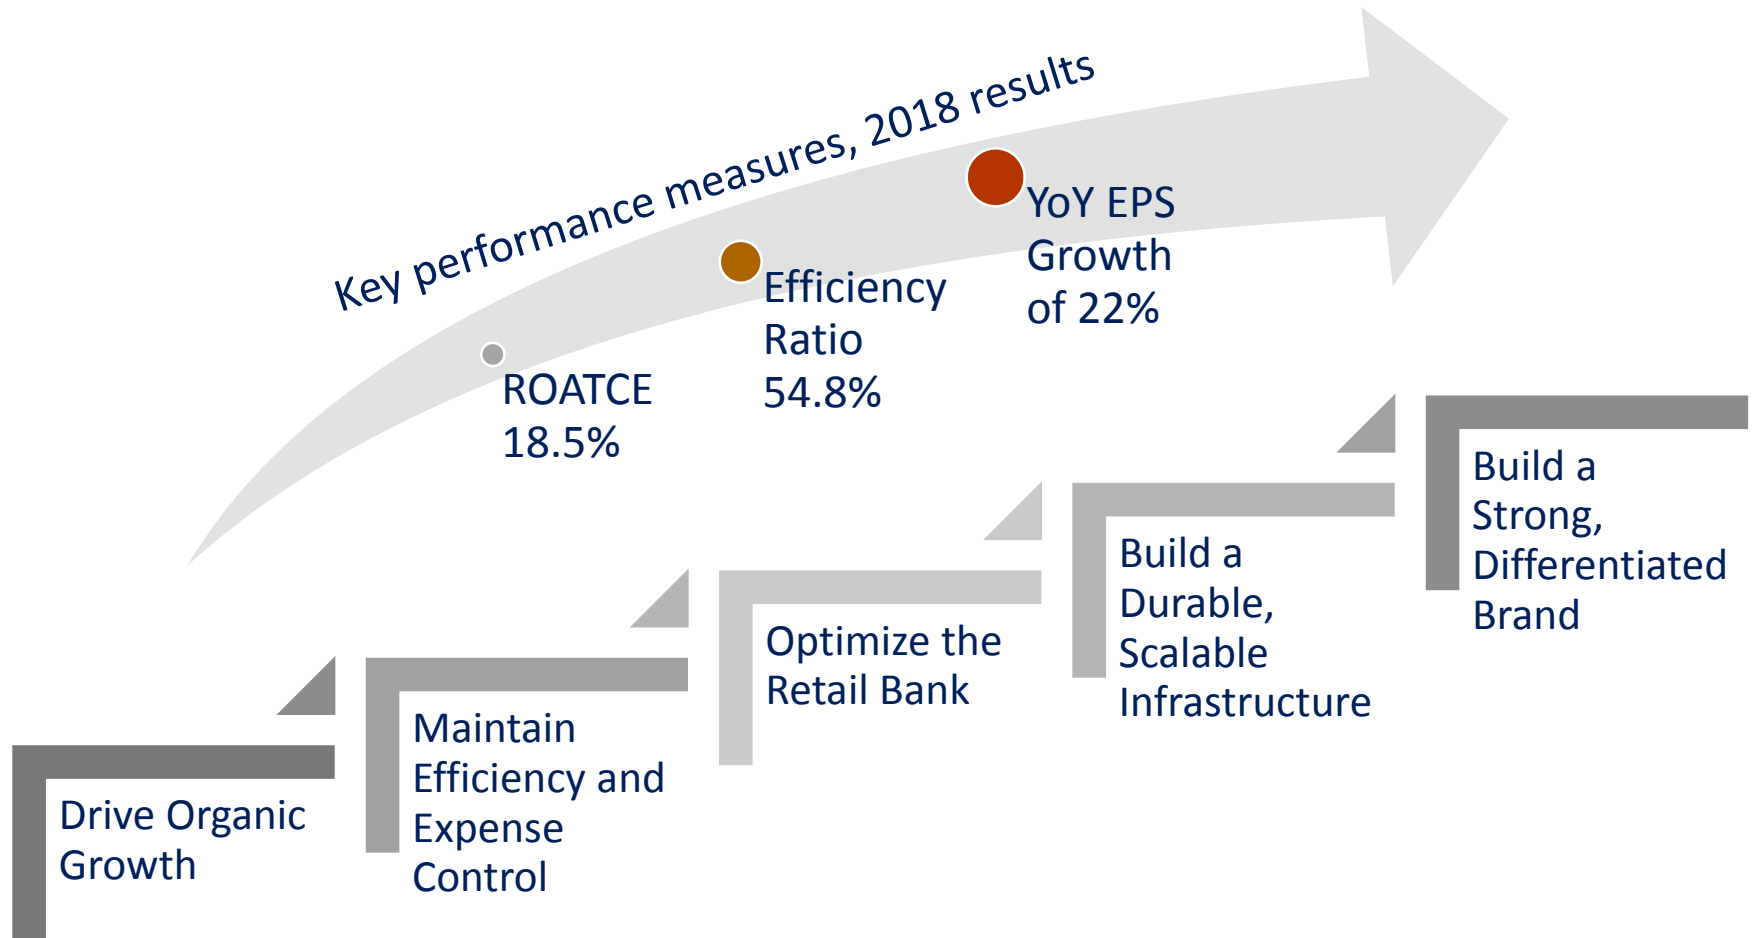 Key performance measures, 2018 results
ROATCE
18.5%
Efficiency
Ratio
54.8%
YoY EPS
Growth
of 22%
Drive Organic
Growth
Maintain
Efficiency and
Expense
Control
Optimize the
Retail Bank
Build a
Durable,
Scalable
Infrastructure
Build a
Strong,
Differentiated
Brand